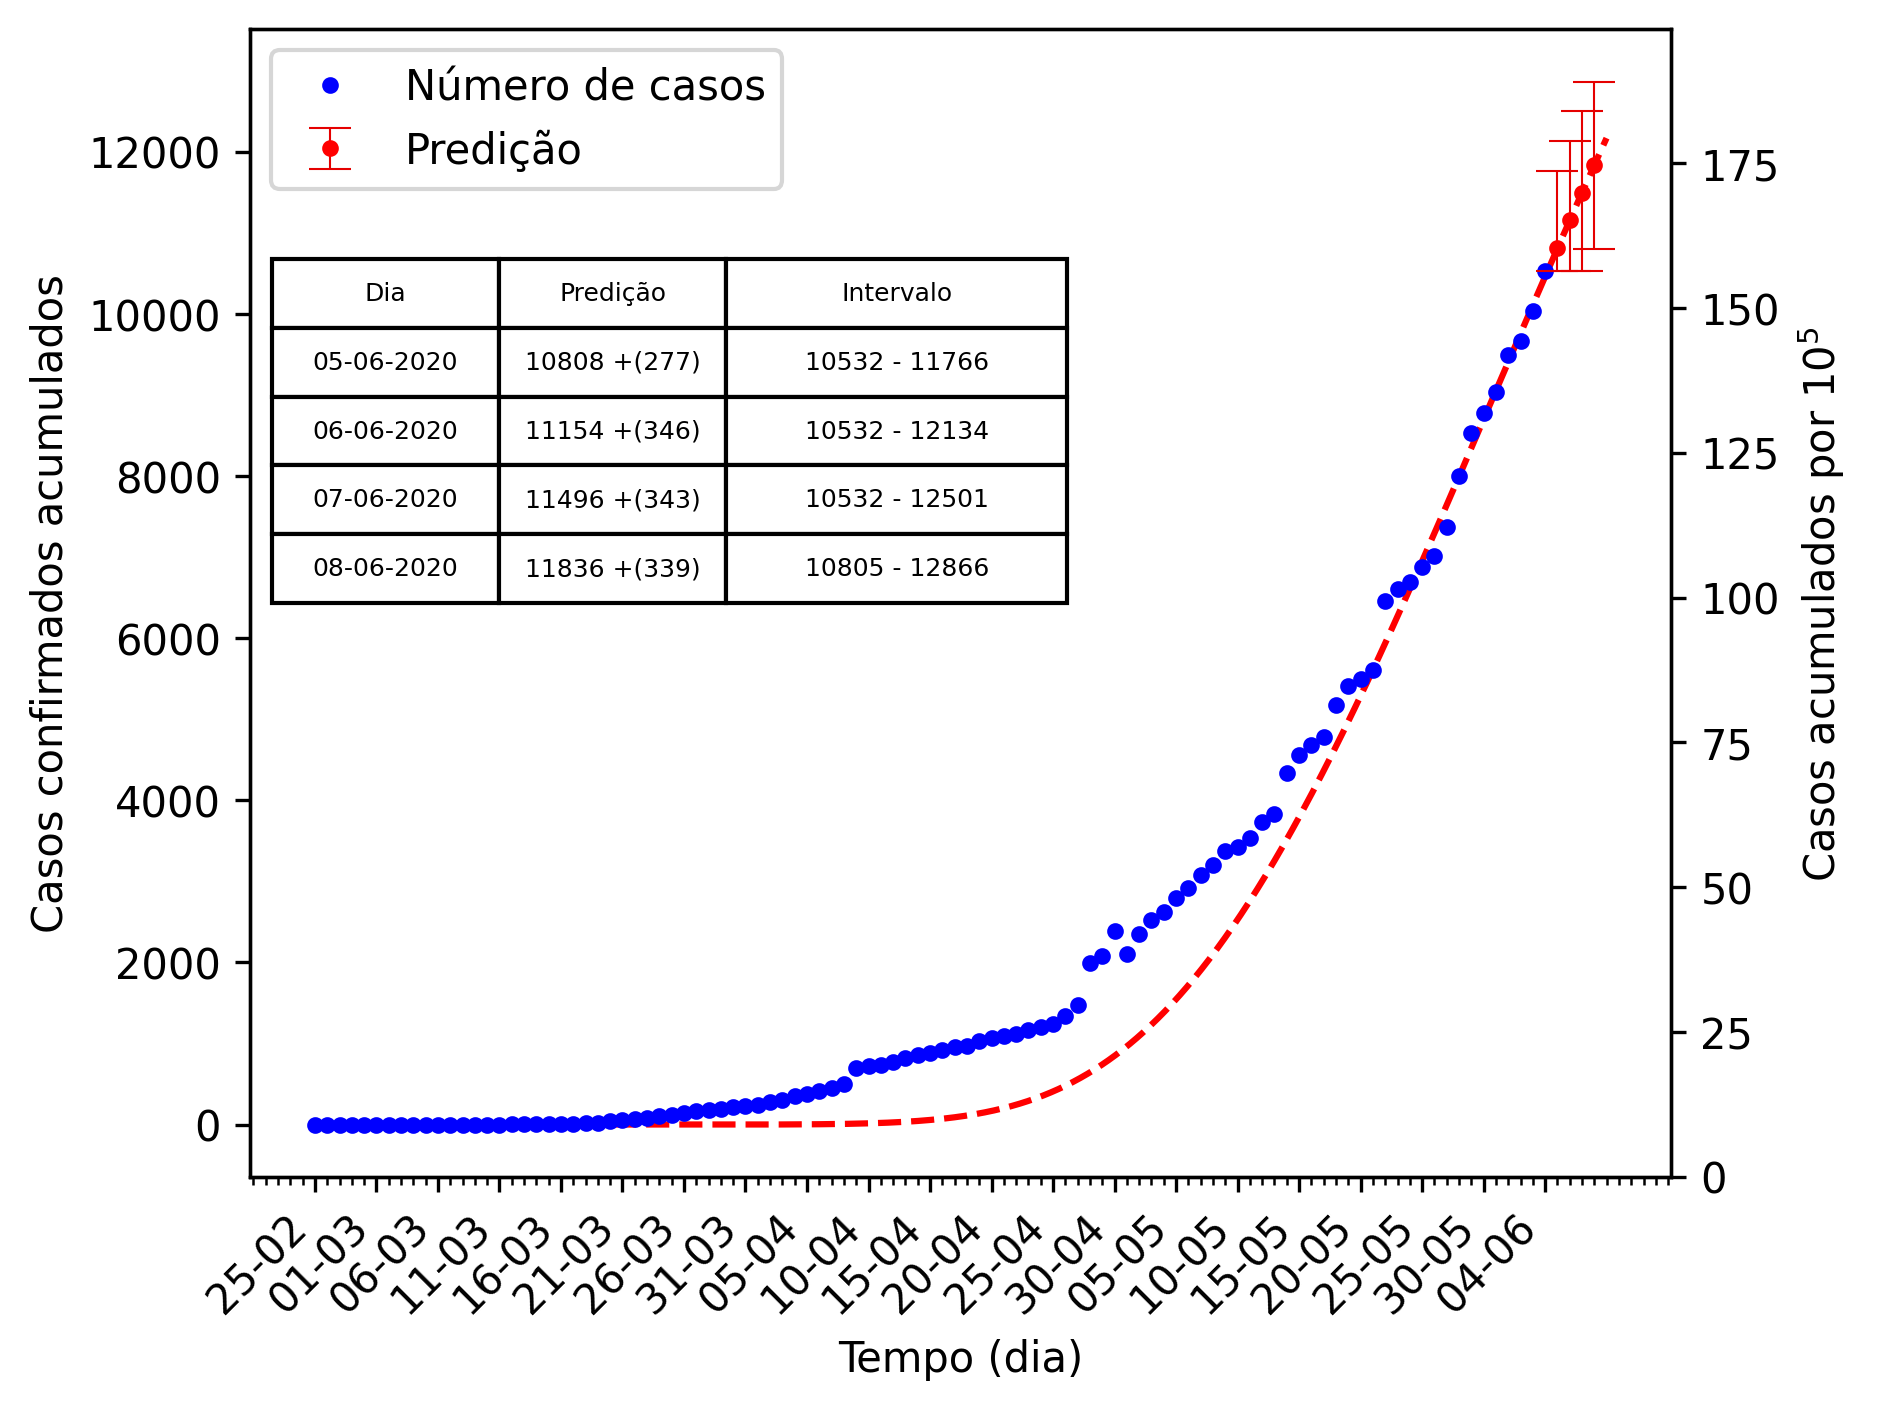 Número de casos
Predição
Dia Predição Intervalo
05-06-2020 10808 +(277) 10532 - 11766
06-06-2020 11154 +(346) 10532 - 12134
07-06-2020 11496 +(343) 10532 - 12501
08-06-2020 11836 +(339) 10805 - 12866
Casos confirmados acumulados
12000
10000
8000
6000
4000
2000
0
Casos acumulados por 10⁵
175
150
125
100
75
50
25
0
25-02 01-03 06-03 11-03 16-03 21-03 26-03 31-03 05-04 10-04 15-04 20-04 25-04 30-04 05-05 10-05 15-05 20-05 25-05 30-05 04-06
Tempo (dia)